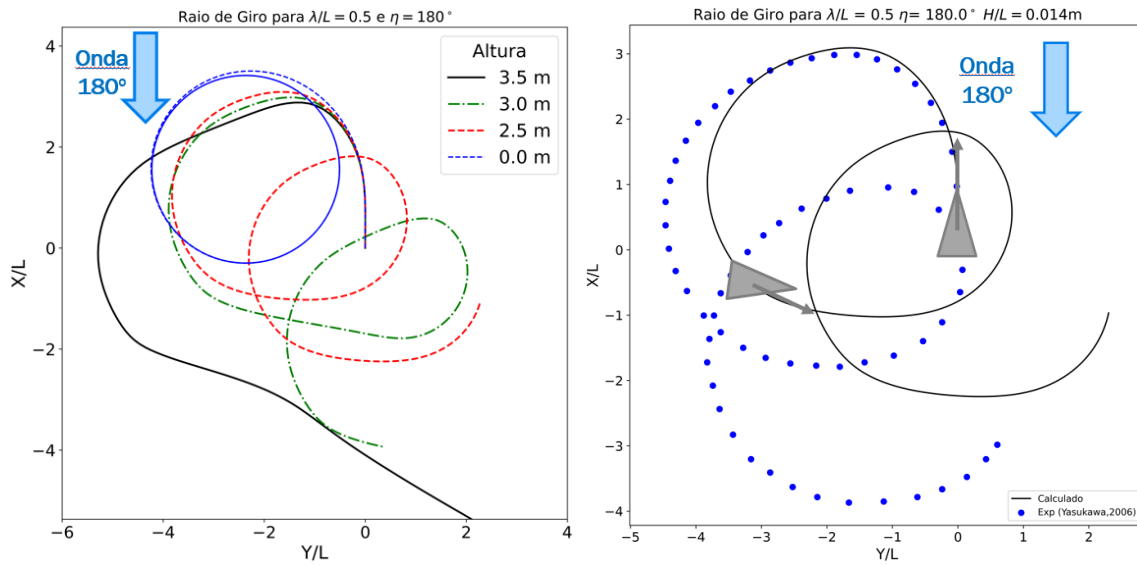 Raio de Giro para λ/L = 0.5 e η = 180°
Onda
180°
Altura
3.5 m
3.0 m
2.5 m
0.0 m
X/L
4
2
0
−2
−4
−6
−4
−2
0
2
4
Y/L
Raio de Giro para λ/L = 0.5 η= 180.0° H/L = 0.014m
Onda
180°
X/L
3
2
1
0
−1
−2
−3
−4
−5
−4
−3
−2
−1
0
1
2
Y/L
Calculado
Exp (Yasukawa,2006)